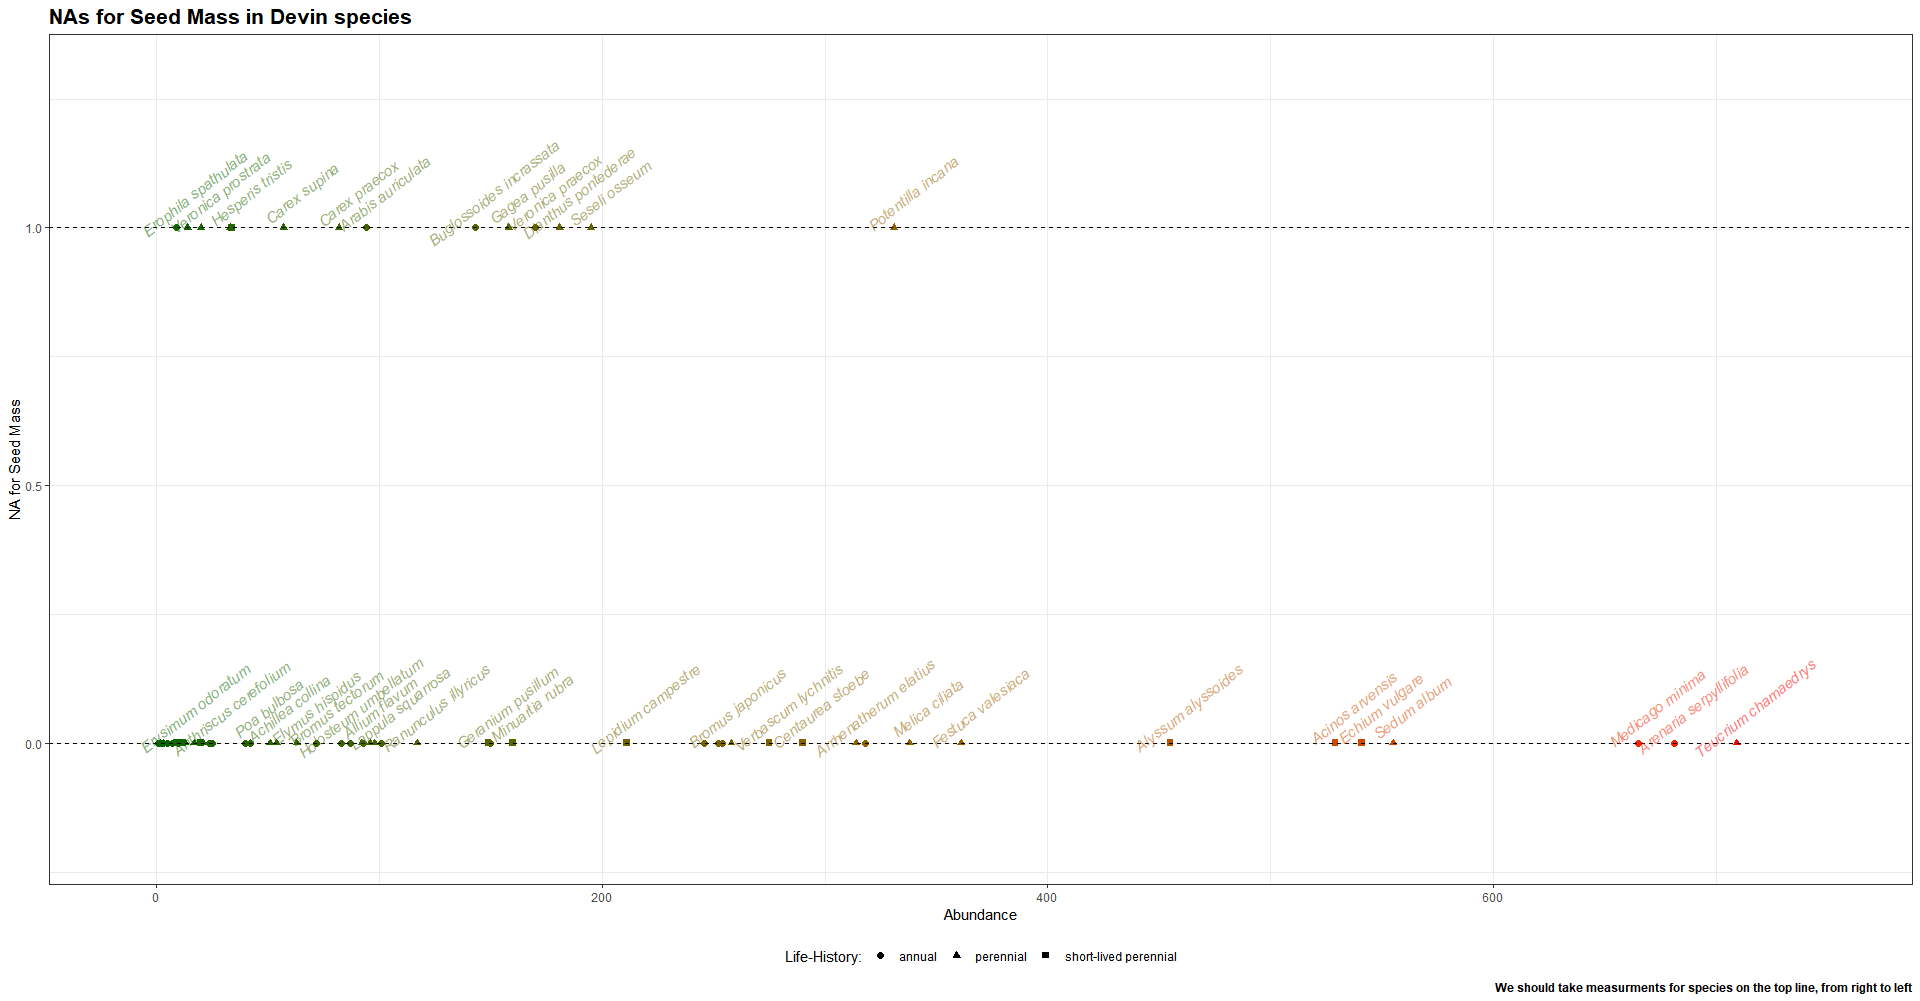 NAs for Seed Mass in Devin species
NA for Seed Mass
1.0
0.5
0.0
Erophila spathulata
Veronica prostrata
Hesperis tristis
Carex supina
Carex praecox
Arabis auriculata
Buglossoides incrassata
Gagea pusilla
Veronica praecox
Dianthus pontederae
Seseli osseum
Potentilla incana
Erysimum odoratum
Anthriscus cerefolium
Poa bulbosa
Achillea collina
Elymus hispidus
Bromus tectorum
Holosteum umbellatum
Allium flavum
Lappula squarrosa
Ranunculus illyricus
Geranium pusillum
Minuartia rubra
Lepidium campestre
Bromus japonicus
Verbascum lychnitis
Centaurea stoebe
Arrhenatherum elatius
Melica ciliata
Festuca valesiaca
Alyssum alyssoides
Acinos arvensis
Echium vulgare
Sedum album
Medicago minima
Arenaria serpyllifolia
Teucrium chamaedrys
0
200
400
600
Abundance
Life-History: annual perennial short-lived perennial
We should take measurments for species on the top line, from right to left